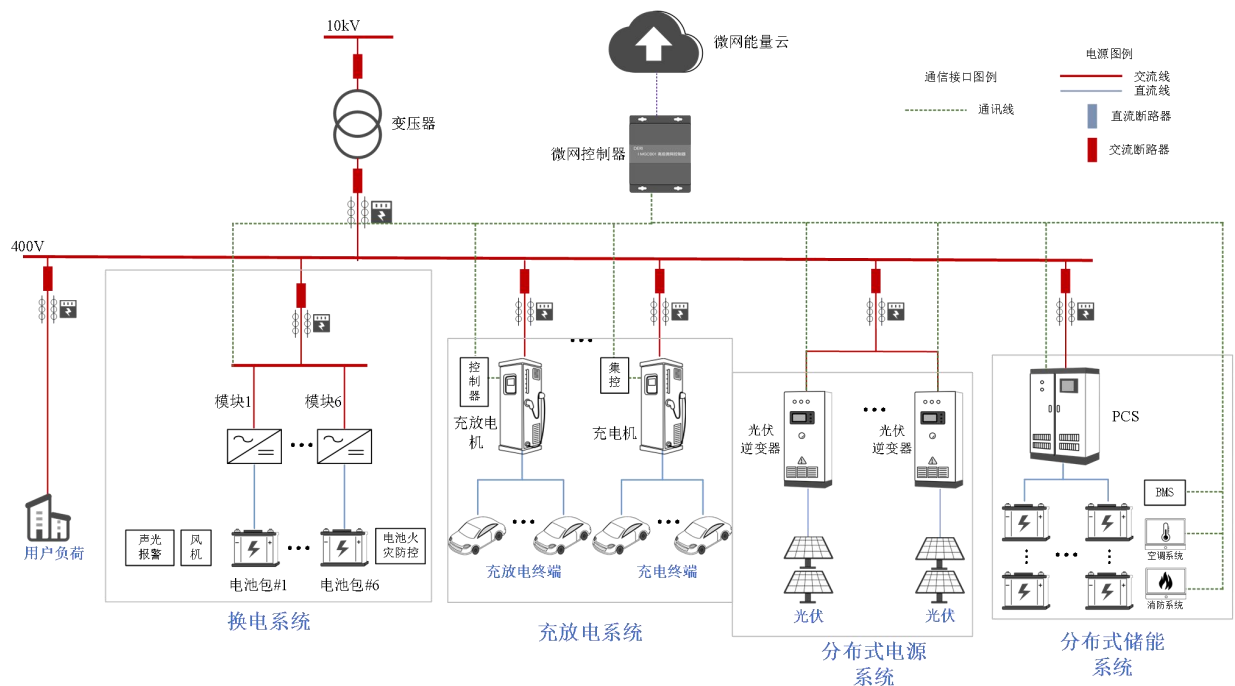 10kV
微网能量云
电源图例
通信接口图例
交流线
直流线
通讯线
直流断路器
交流断路器
变压器
微网控制器
400V
控
制
器
集
控
模块1
模块6
充放电
机
充电机
光伏
逆变器
光伏
逆变器
PCS
BMS
声光
报警
风
机
电池火
灾防控
用户负荷
空调系统
充放电终端
充电终端
电池包#1
电池包#6
消防系统
光伏
光伏
换电系统
充放电系统
分布式电源
系统
分布式储能
系统